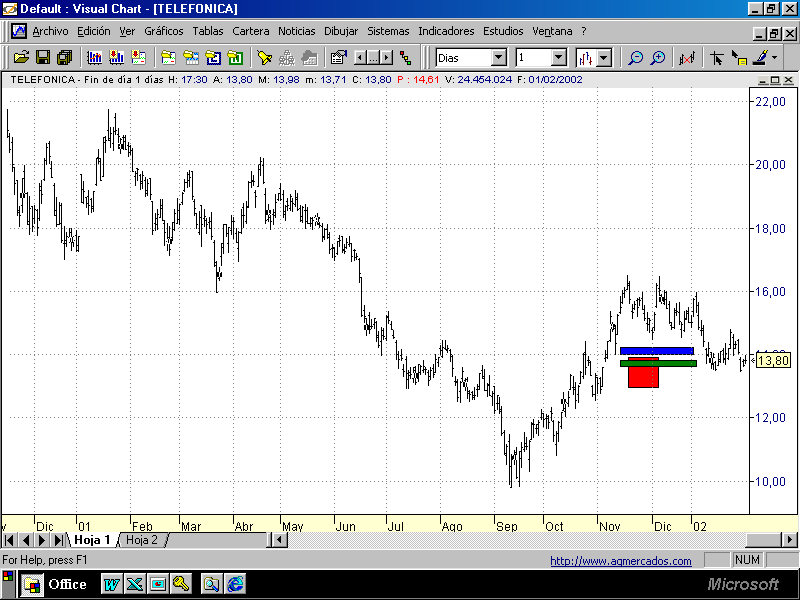 Default : Visual Chart - [TELEFONICA]
Archivo Edición Ver Gráficos Tablas Cartera Noticias Dibujar Sistemas Indicadores Estudios Ventana ?
Días 1
TELEFONICA - Fin de día 1 días H: 17:30 A: 13,80 M: 13,98 m: 13,71 C: 13,80 P : 14,61 V: 24.454.024 F: 01/02/2002
22,00
20,00
18,00
16,00
13,80
12,00
10,00
Dic 01 Feb Mar Abr May Jun Jul Ago Sep Oct Nov Dic 02
Hoja 1 Hoja 2
For Help, press F1 http://www.agmercados.com NUM
Office Microsoft